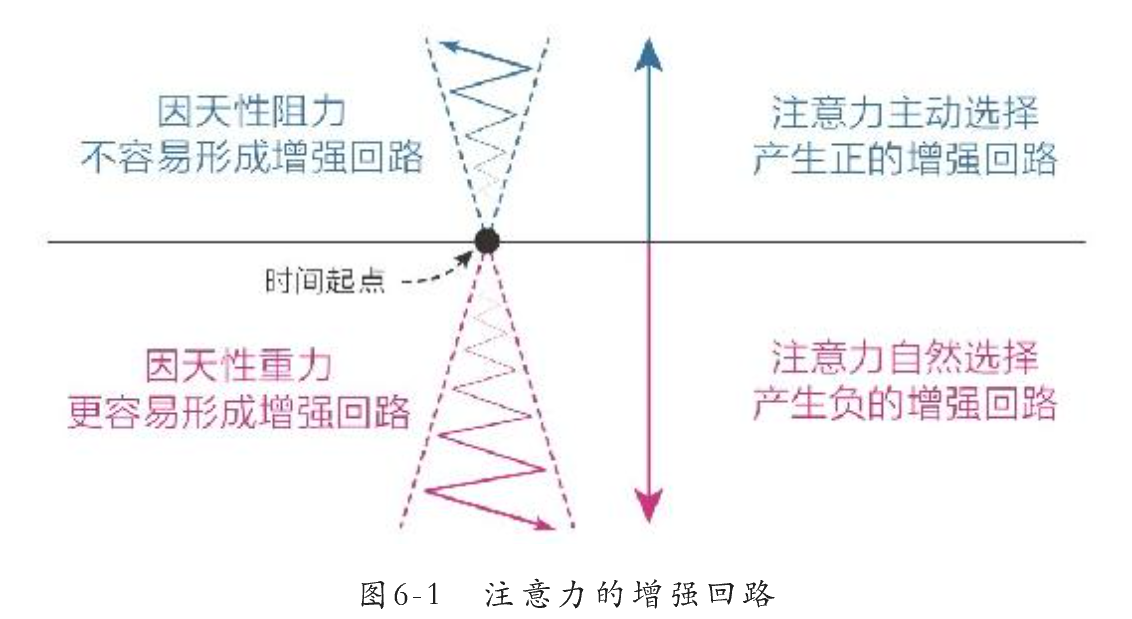 因天性阻力
不容易形成增强回路
注意力主动选择
产生正的增强回路
时间起点
因天性重力
更容易形成增强回路
注意力自然选择
产生负的增强回路
图6-1 注意力的增强回路